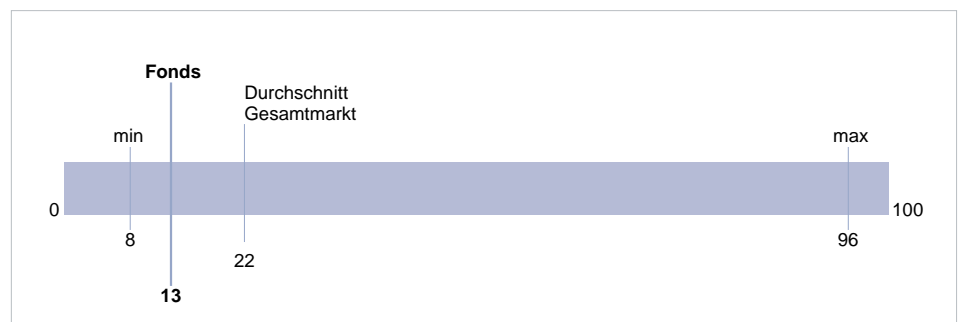 Fonds
Durchschnitt
Gesamtmarkt
min
max
0
100
8
96
22
13